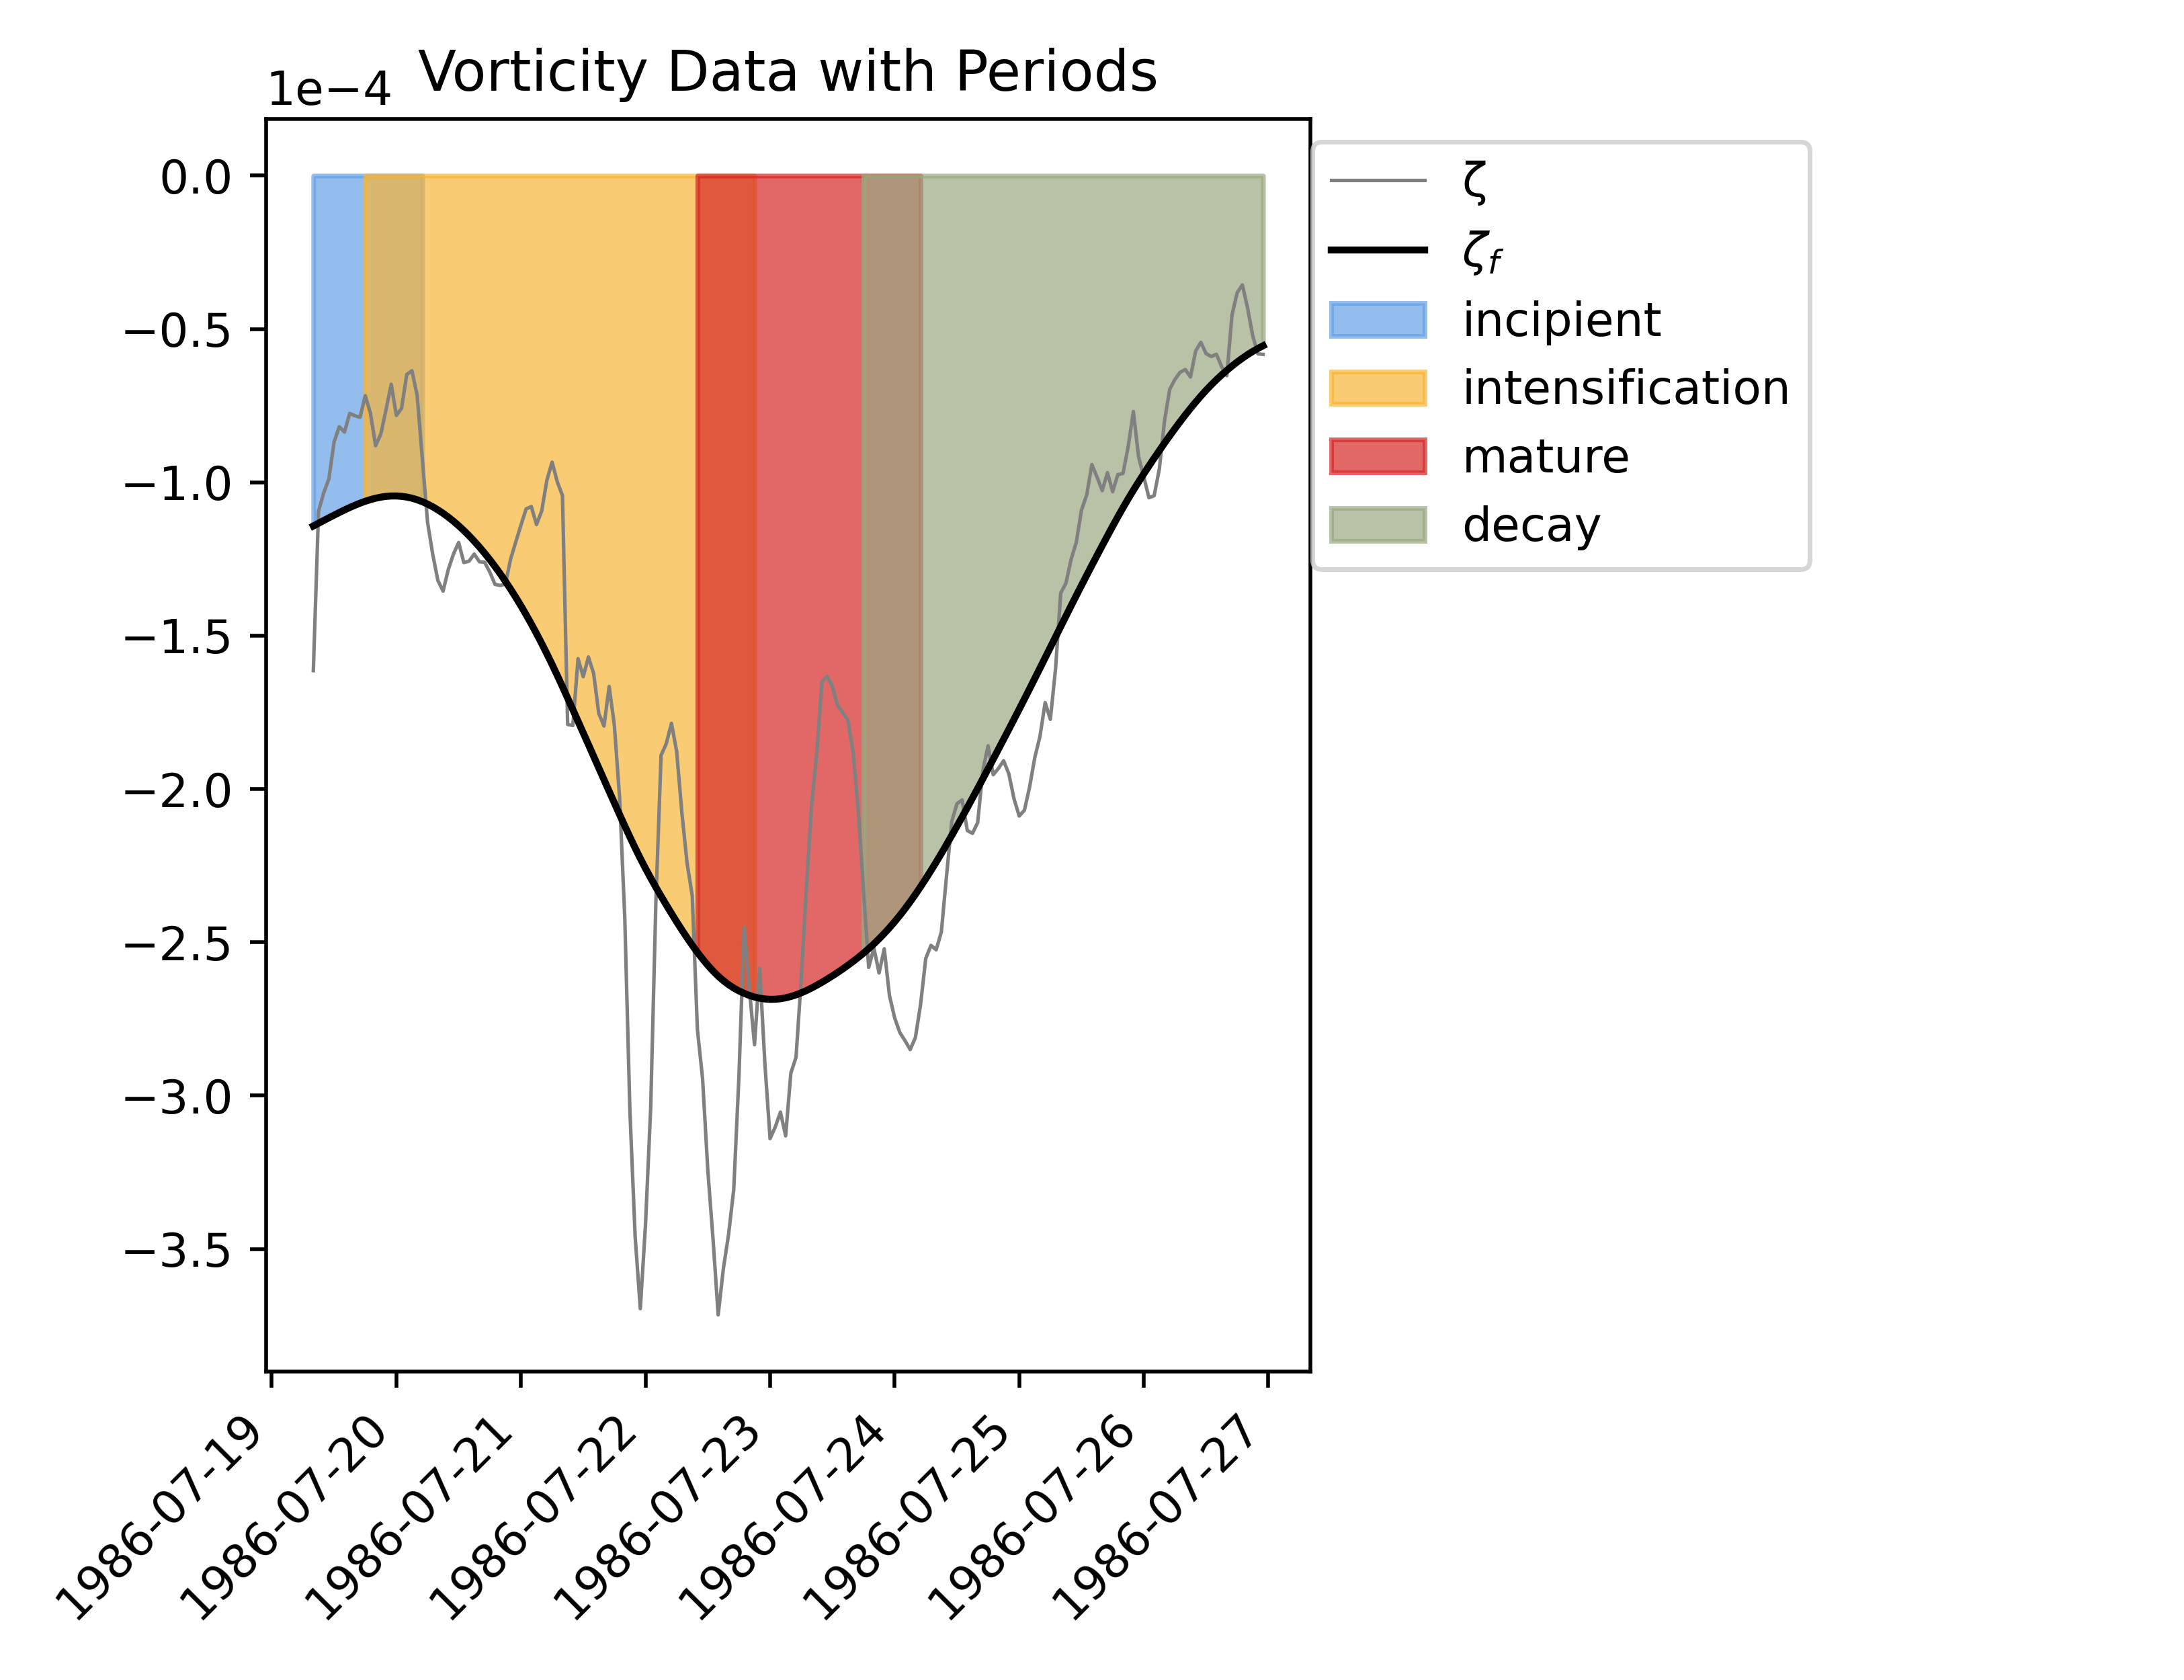 Vorticity Data with Periods
1e−4
0.0
−0.5
−1.0
−1.5
−2.0
−2.5
−3.0
−3.5
1986-07-19
1986-07-20
1986-07-21
1986-07-22
1986-07-23
1986-07-24
1986-07-25
1986-07-26
1986-07-27
ζ
ζf
incipient
intensification
mature
decay